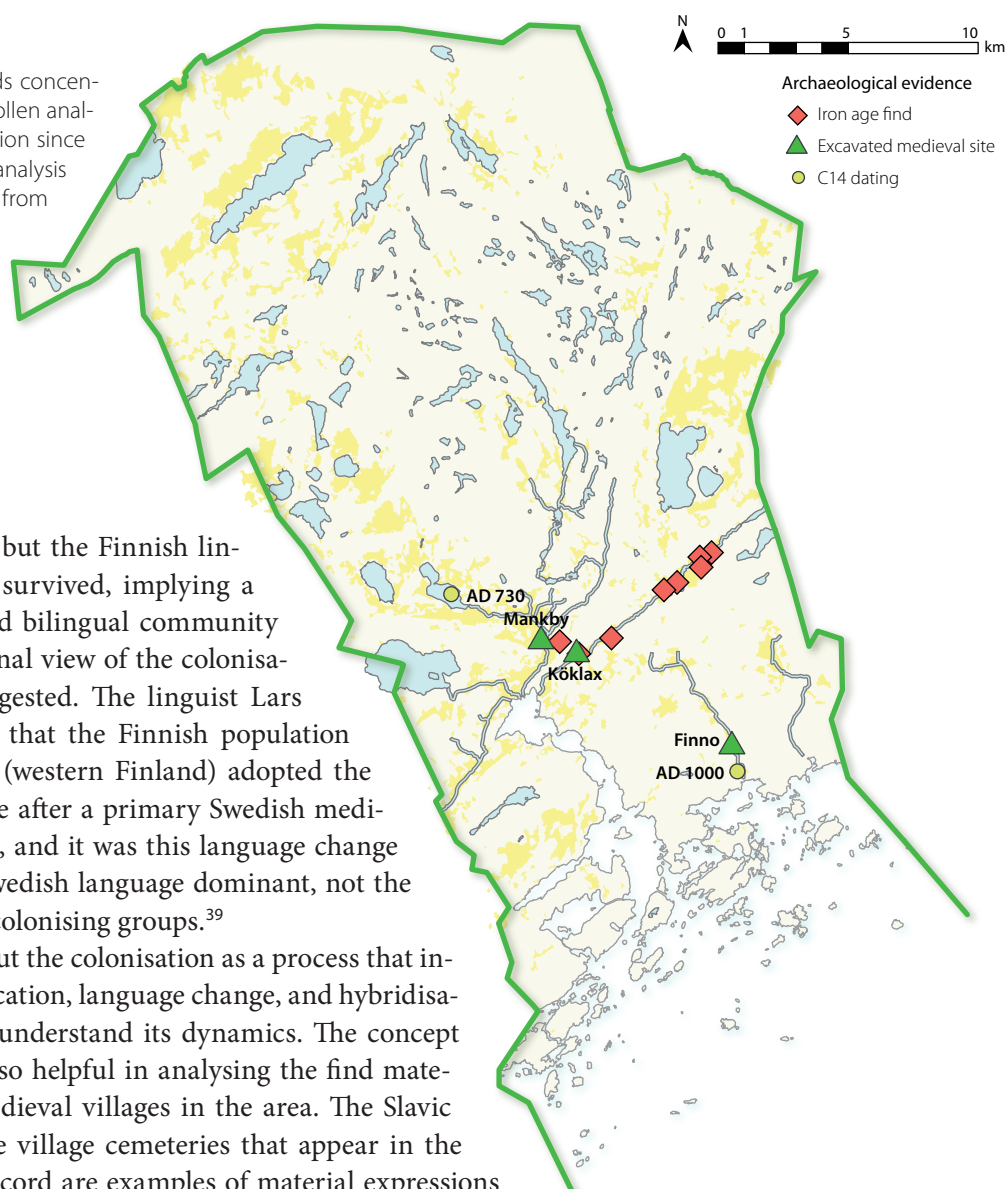 ds concen-
ollen anal-
ion since
analysis
from
N
0 1 5 10 km
Archaeological evidence
Iron age find
Excavated medieval site
C14 dating
AD 730
Mankby
Köklax
Finno
AD 1000
but the Finnish lin-
survived, implying a
d bilingual community
nal view of the colonisa-
gested. The linguist Lars
that the Finnish population
(western Finland) adopted the
e after a primary Swedish medi-
, and it was this language change
wedish language dominant, not the
olonising groups.³⁹
ut the colonisation as a process that in-
cation, language change, and hybridisa-
understand its dynamics. The concept
so helpful in analysing the find mate-
dieval villages in the area. The Slavic
e village cemeteries that appear in the
cord are examples of material expressions